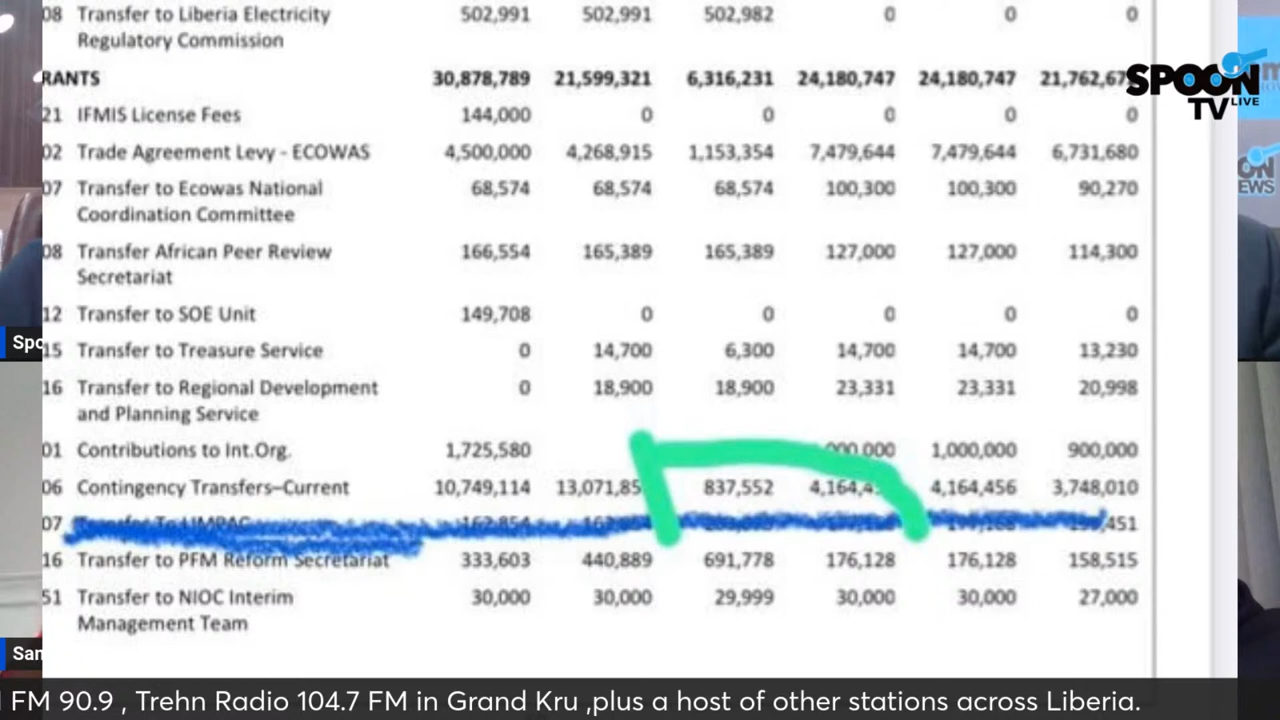 08 Transfer to Liberia Electricity 502,991 502,991 502,982 0 0 0
Regulatory Commission
RANTS 30,878,789 21,599,321 6,316,231 24,180,747 24,180,747
SPOON
TV LIVE
21 IFMIS License Fees 144,000 0 0 0 0 0
02 Trade Agreement Levy - ECOWAS 4,500,000 4,268,915 1,153,354 7,479,644 7,479,644 6,731,680
07 Transfer to Ecowas National 68,574 68,574 68,574 100,300 100,300 90,270
Coordination Committee
08 Transfer African Peer Review 166,554 165,389 165,389 127,000 127,000 114,300
Secretariat
12 Transfer to SOE Unit 149,708 0 0 0 0 0
15 Transfer to Treasure Service 0 14,700 6,300 14,700 14,700 13,230
16 Transfer to Regional Development 0 18,900 18,900 23,331 23,331 20,998
and Planning Service
01 Contributions to Int.Org. 1,725,580 1,000,000 900,000
06 Contingency Transfers–Current 10,749,114 837,552 4,164,456 3,748,010
07
16 Transfer to PFM Reform Secretariat 333,603 440,889 691,778 176,128 176,128 158,515
51 Transfer to NIOC Interim 30,000 30,000 29,999 30,000 30,000 27,000
Management Team
FM 90.9 , Trehn Radio 104.7 FM in Grand Kru ,plus a host of other stations across Liberia.